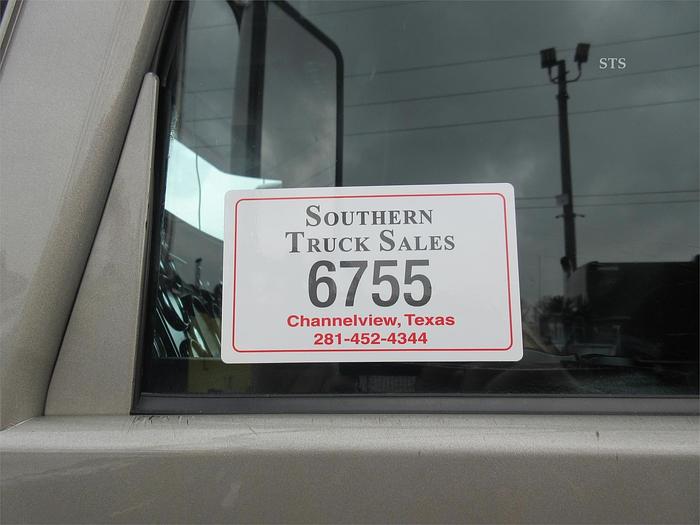 STS
SOUTHERN
TRUCK SALES
6755
Channelview, Texas
281-452-4344